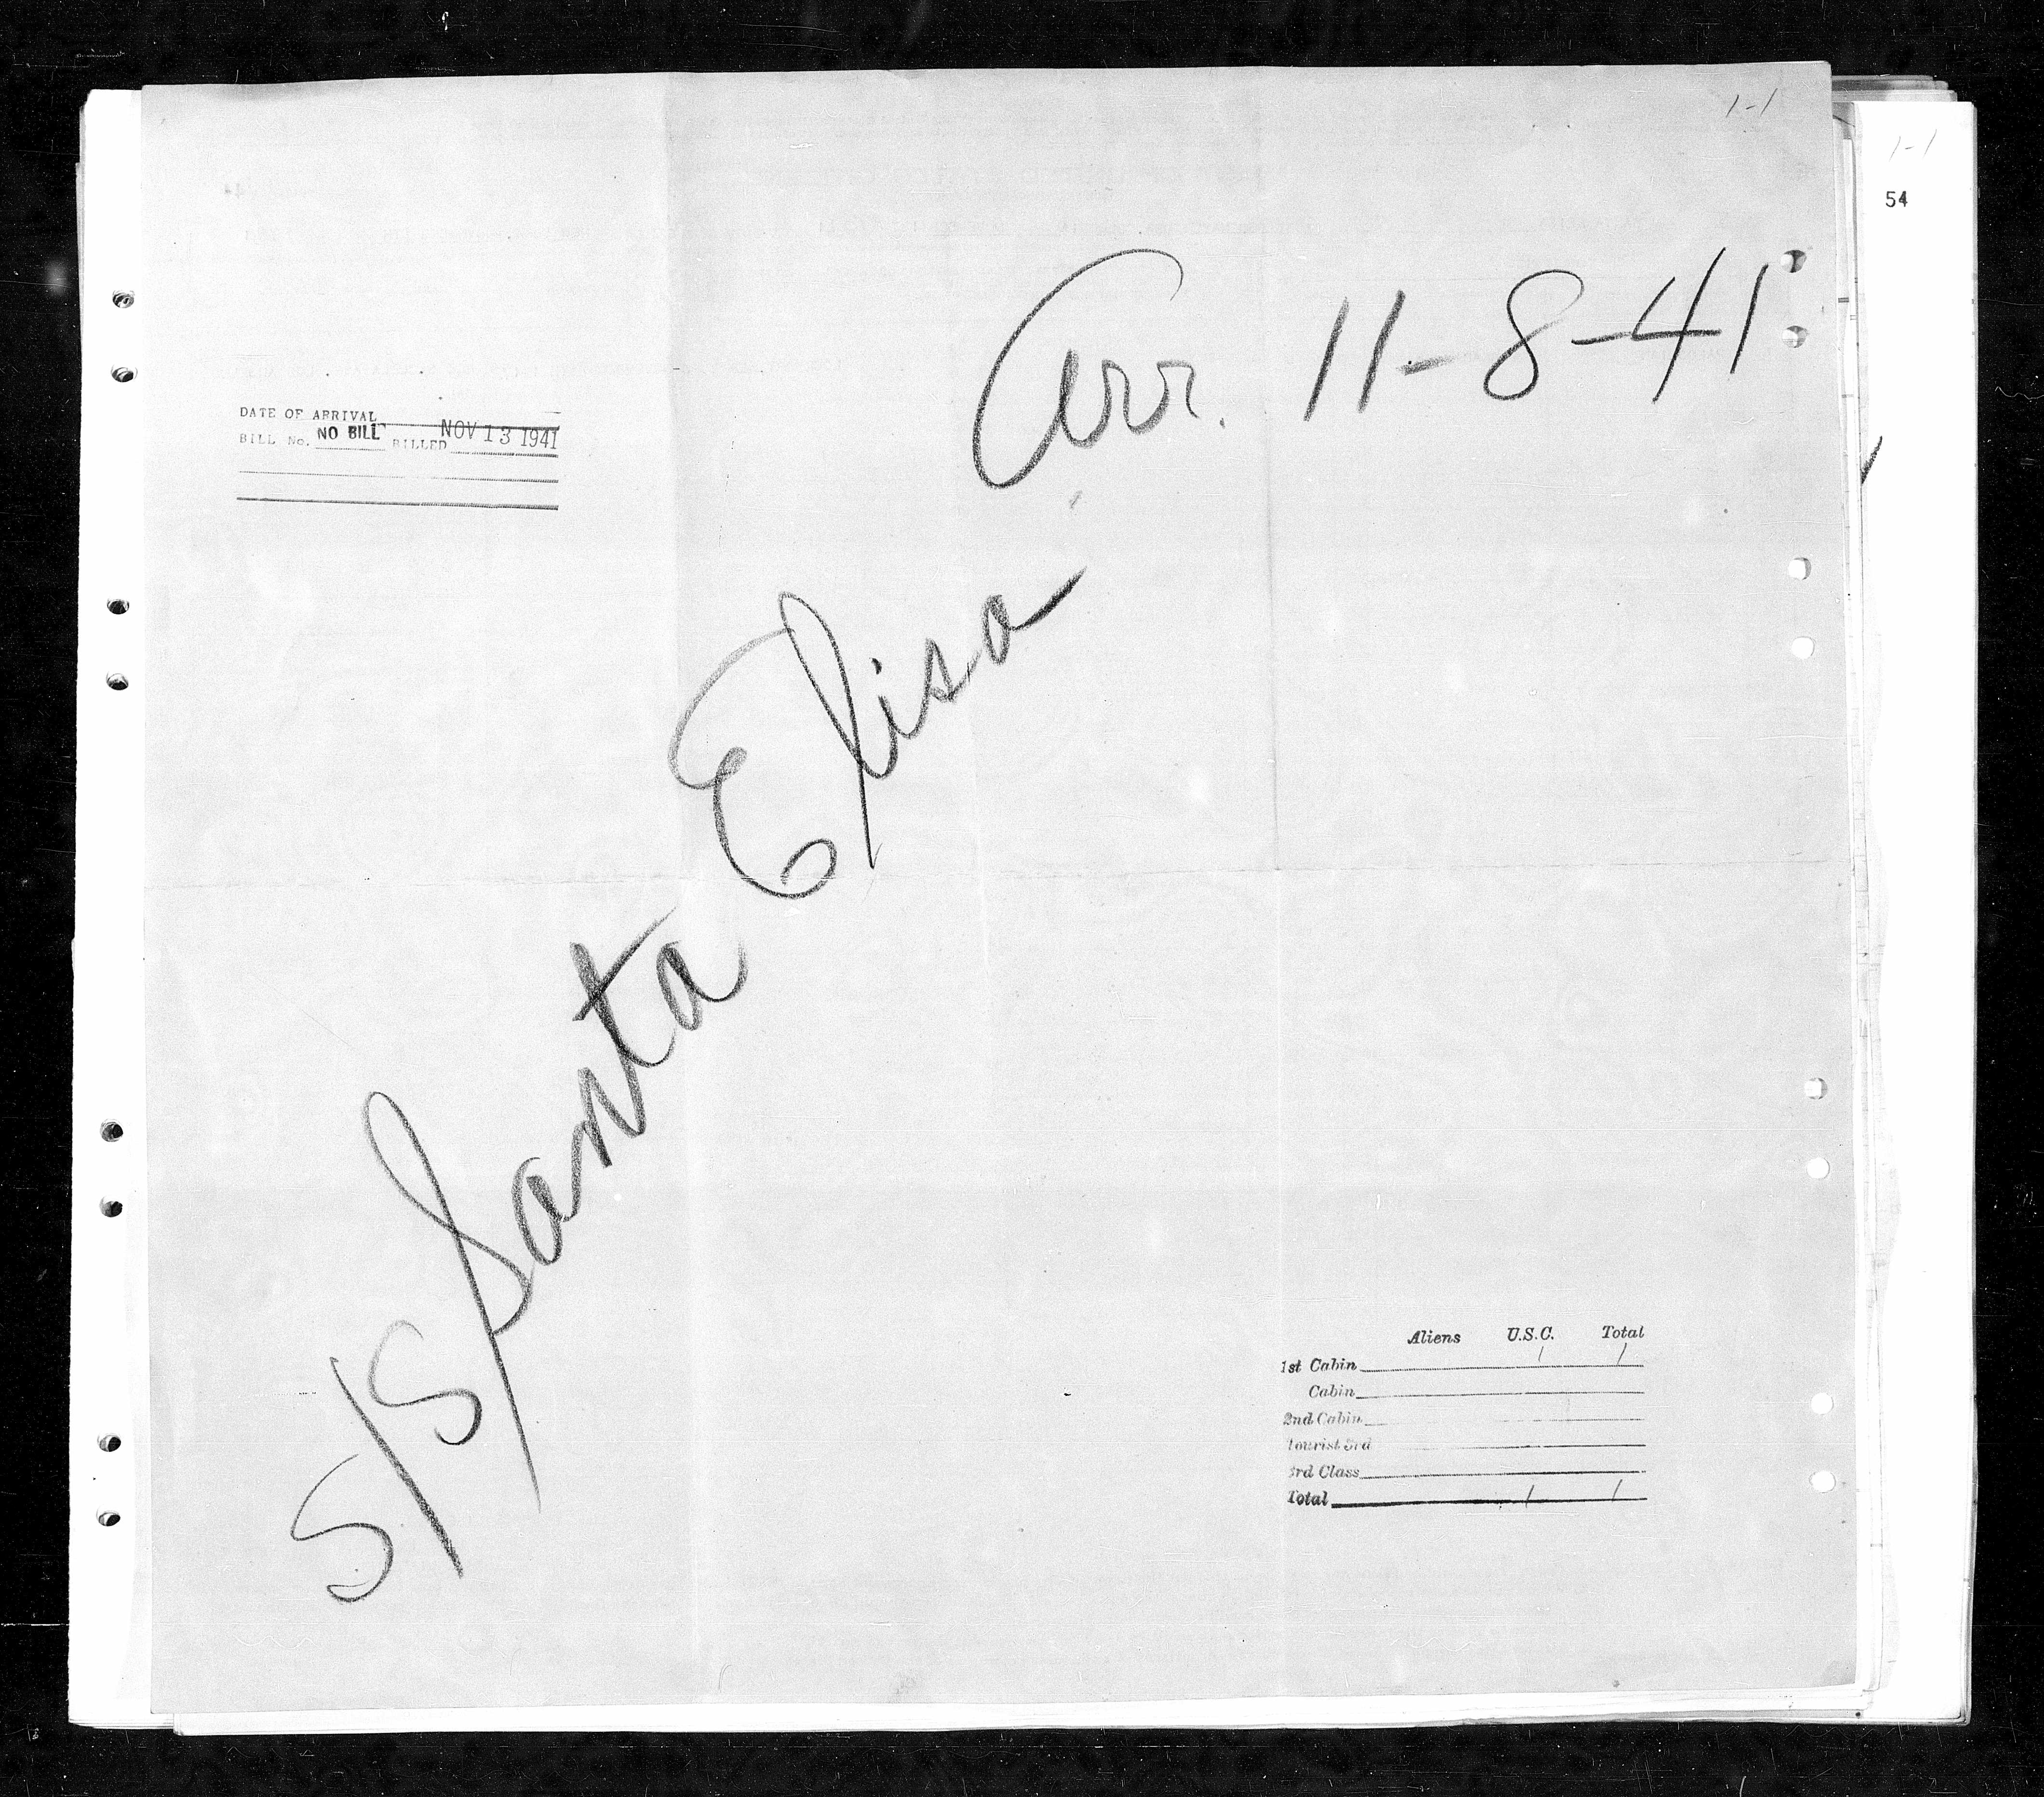 1-1
1-1
54
Arr. 11-8-41
DATE OF ARRIVAL
BILL No. NO BILL BILLED NOV 13 1941
S/S Santa Elisa
Aliens U.S.C. Total
1st Cabin 1 1
Cabin
2nd Cabin
Tourist 3rd
3rd Class
Total 1 1